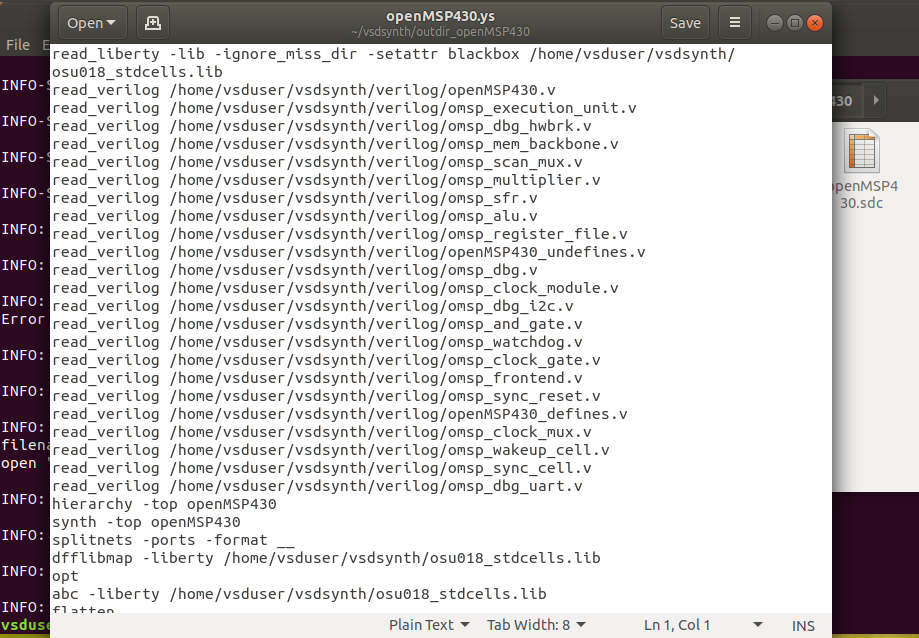 Open
openMSP430.ys
~/vsdsynth/outdir_openMSP430
Save
File
read_liberty -lib -ignore_miss_dir -setattr blackbox /home/vsduser/vsdsynth/
osu018_stdcells.lib
read_verilog /home/vsduser/vsdsynth/verilog/openMSP430.v
read_verilog /home/vsduser/vsdsynth/verilog/omsp_execution_unit.v
read_verilog /home/vsduser/vsdsynth/verilog/omsp_dbg_hwbrk.v
read_verilog /home/vsduser/vsdsynth/verilog/omsp_mem_backbone.v
read_verilog /home/vsduser/vsdsynth/verilog/omsp_scan_mux.v
read_verilog /home/vsduser/vsdsynth/verilog/omsp_multiplier.v
read_verilog /home/vsduser/vsdsynth/verilog/omsp_sfr.v
read_verilog /home/vsduser/vsdsynth/verilog/omsp_alu.v
read_verilog /home/vsduser/vsdsynth/verilog/omsp_register_file.v
read_verilog /home/vsduser/vsdsynth/verilog/openMSP430_undefines.v
read_verilog /home/vsduser/vsdsynth/verilog/omsp_dbg.v
read_verilog /home/vsduser/vsdsynth/verilog/omsp_clock_module.v
read_verilog /home/vsduser/vsdsynth/verilog/omsp_dbg_i2c.v
read_verilog /home/vsduser/vsdsynth/verilog/omsp_and_gate.v
read_verilog /home/vsduser/vsdsynth/verilog/omsp_watchdog.v
read_verilog /home/vsduser/vsdsynth/verilog/omsp_clock_gate.v
read_verilog /home/vsduser/vsdsynth/verilog/omsp_frontend.v
read_verilog /home/vsduser/vsdsynth/verilog/omsp_sync_reset.v
read_verilog /home/vsduser/vsdsynth/verilog/openMSP430_defines.v
read_verilog /home/vsduser/vsdsynth/verilog/omsp_clock_mux.v
read_verilog /home/vsduser/vsdsynth/verilog/omsp_wakeup_cell.v
read_verilog /home/vsduser/vsdsynth/verilog/omsp_sync_cell.v
read_verilog /home/vsduser/vsdsynth/verilog/omsp_dbg_uart.v
hierarchy -top openMSP430
synth -top openMSP430
splitnets -ports -format __
dfflibmap -liberty /home/vsduser/vsdsynth/osu018_stdcells.lib
opt
abc -liberty /home/vsduser/vsdsynth/osu018_stdcells.lib
flatten
Plain Text
Tab Width: 8
Ln 1, Col 1
INS
INFO-S
INFO-S
INFO-S
INFO-S
INFO:
INFO:
INFO:
Error
INFO:
INFO:
INFO:
filena
open '
INFO:
INFO:
INFO:
INFO:
vsduse
430
openMSP4
30.sdc